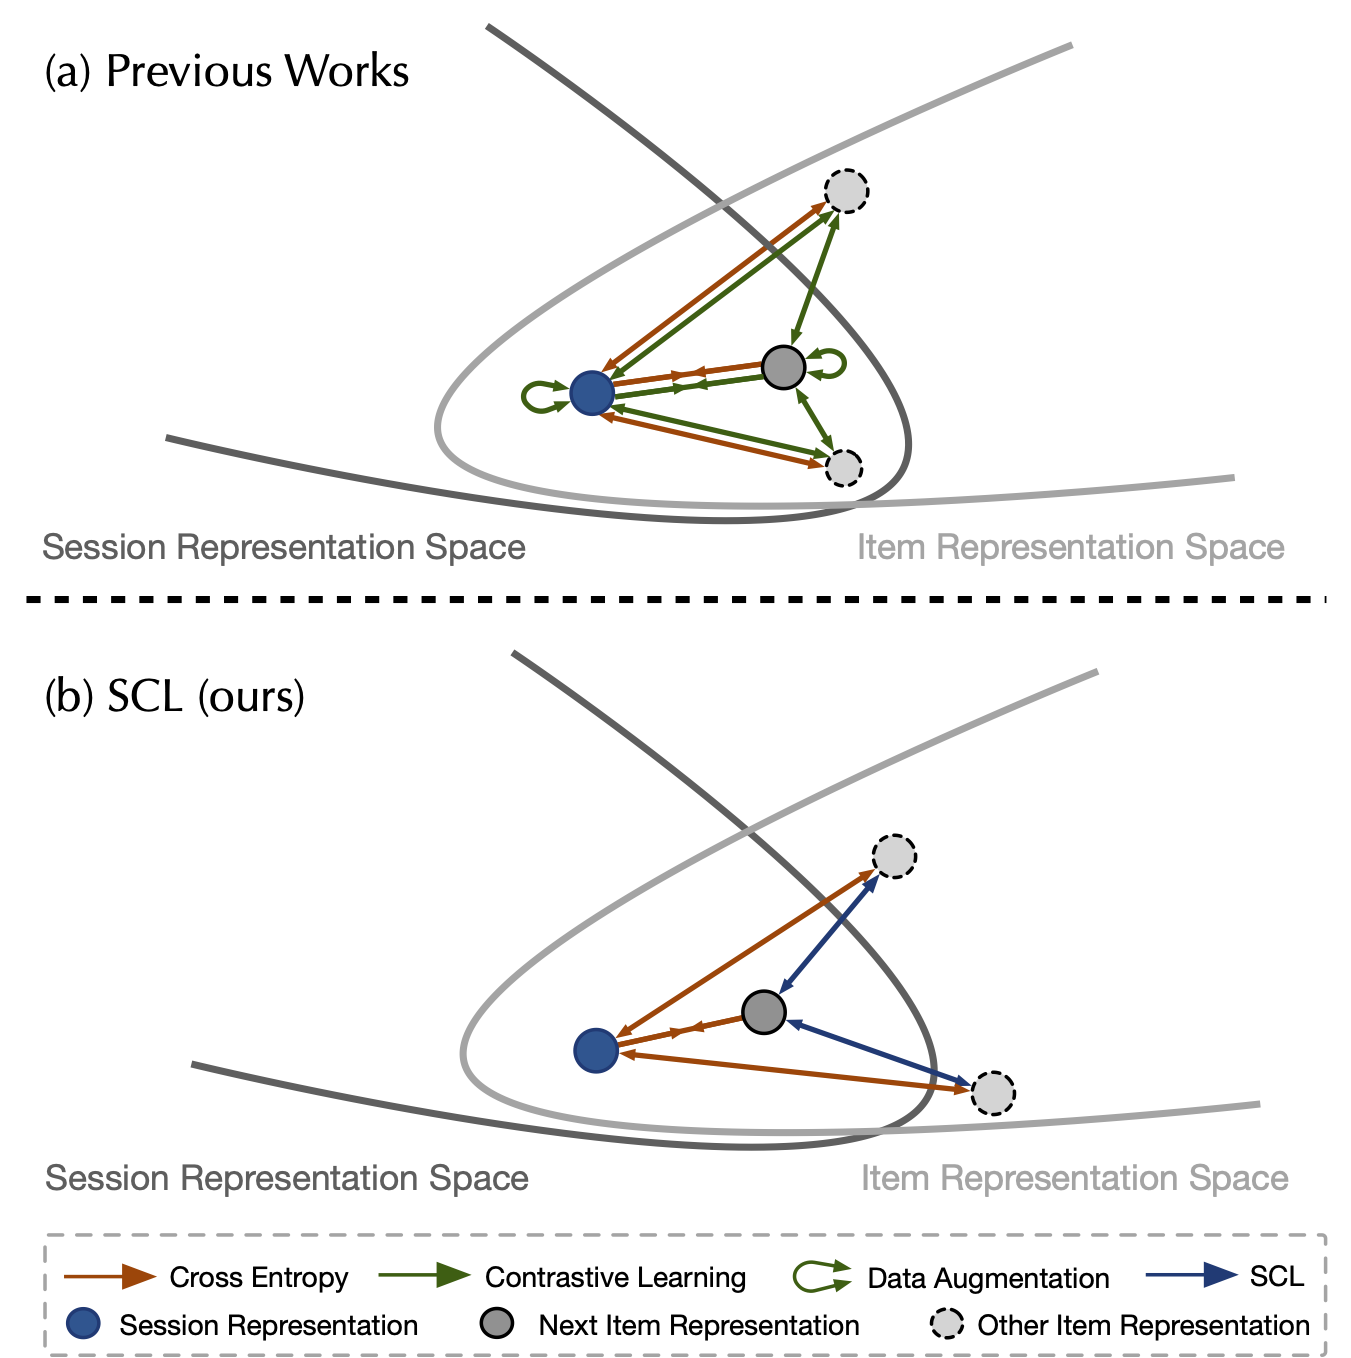 (a) Previous Works
Session Representation Space
Item Representation Space
(b) SCL (ours)
Session Representation Space
Item Representation Space
Cross Entropy
Contrastive Learning
Data Augmentation
SCL
Session Representation
Next Item Representation
Other Item Representation